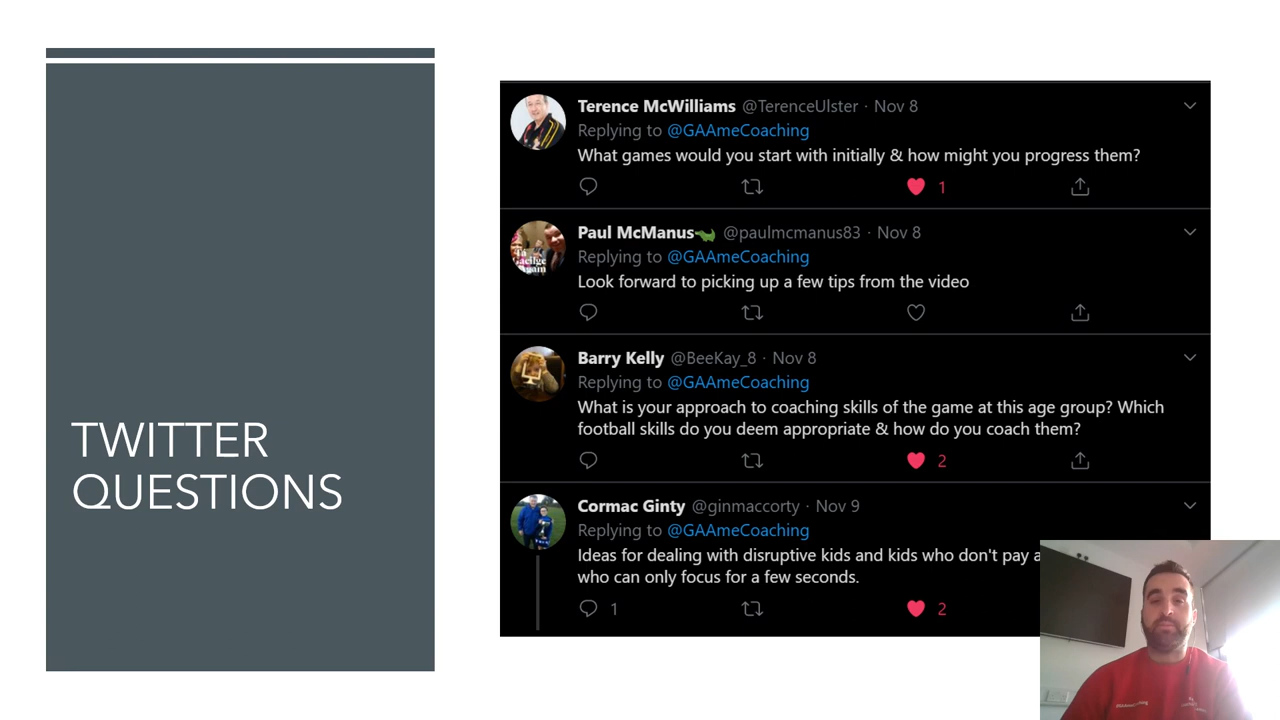 TWITTER
QUESTIONS
Terence McWilliams @TerenceUlster · Nov 8
Replying to @GAAmeCoaching
What games would you start with initially & how might you progress them?
1
Paul McManus🐊 @paulmcmanus83 · Nov 8
Replying to @GAAmeCoaching
Look forward to picking up a few tips from the video
Barry Kelly @BeeKay_8 · Nov 8
Replying to @GAAmeCoaching
What is your approach to coaching skills of the game at this age group? Which
football skills do you deem appropriate & how do you coach them?
2
Cormac Ginty @ginmaccorty · Nov 9
Replying to @GAAmeCoaching
Ideas for dealing with disruptive kids and kids who don't pay a
who can only focus for a few seconds.
1 2